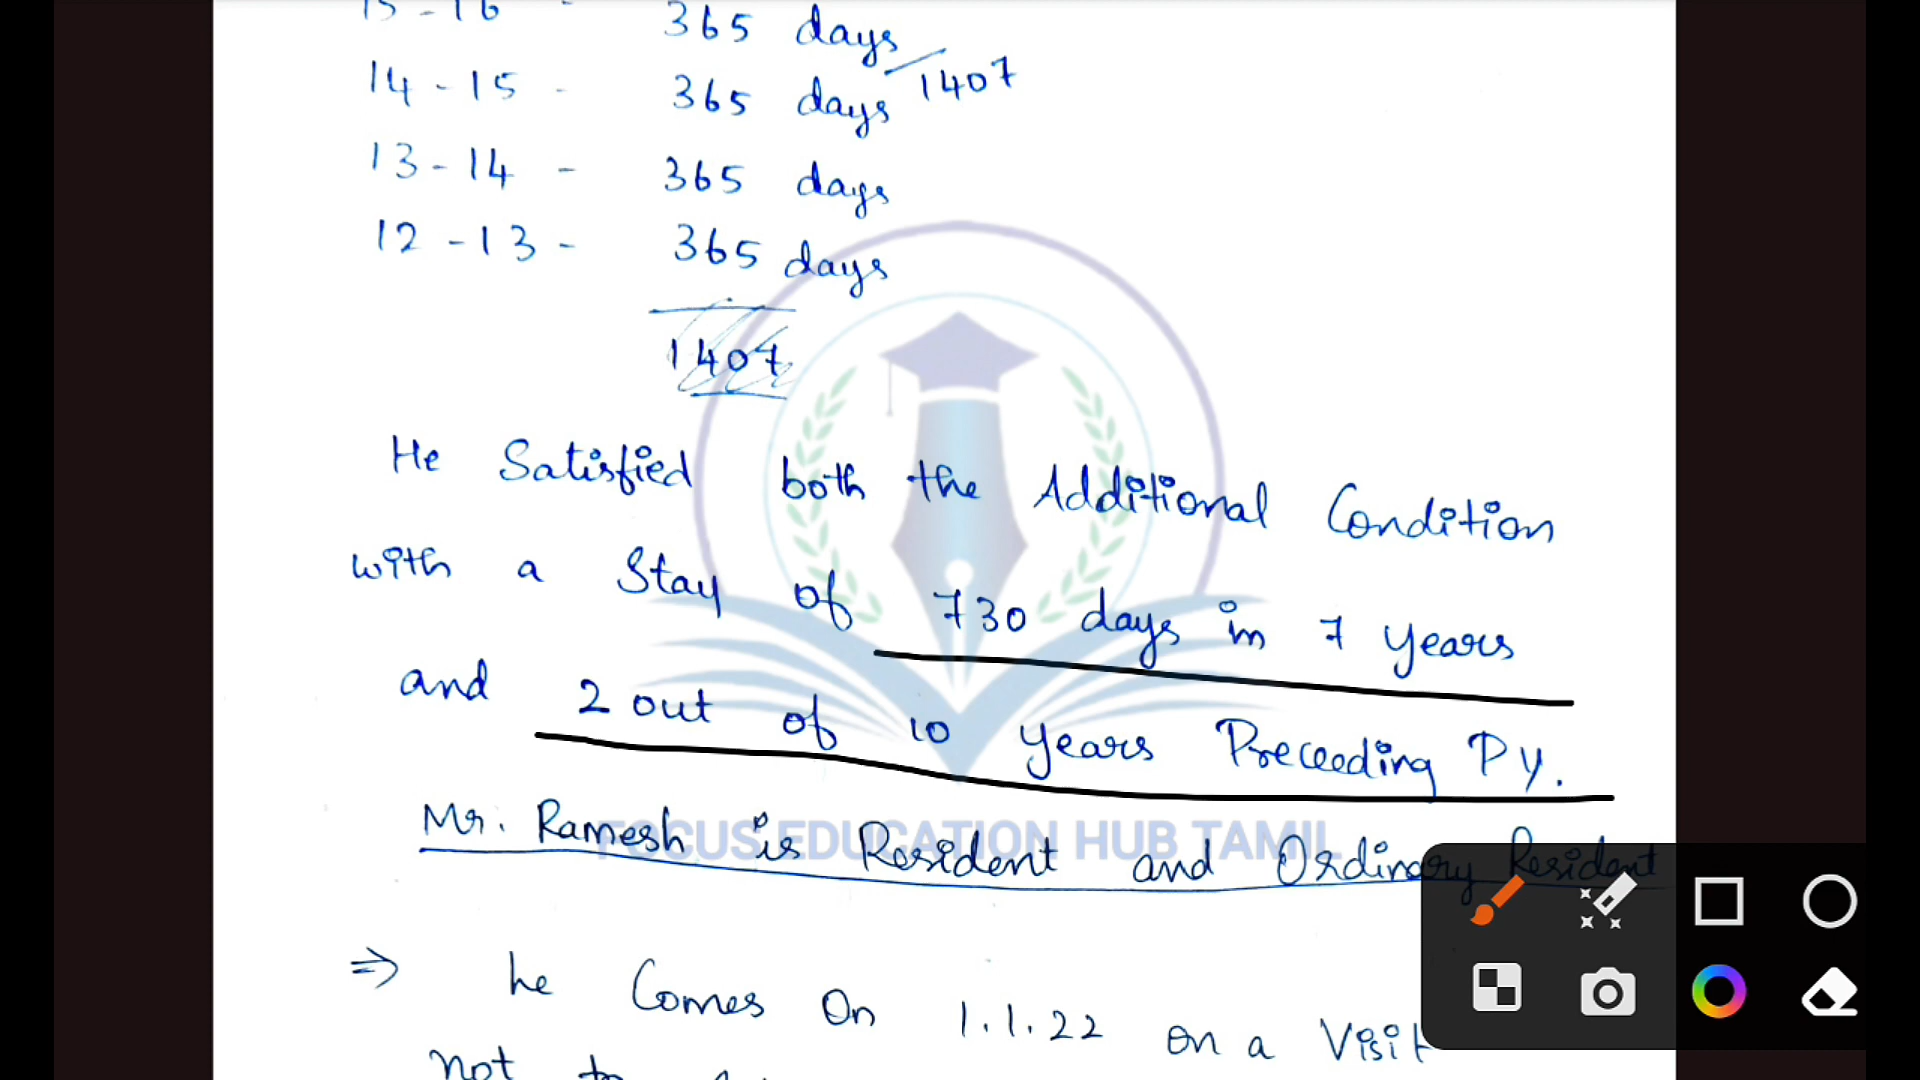 15-16 - 365 days
14-15 - 365 days 1407
13-14 - 365 days
12-13 - 365 days
1407
He Satisfied both the Additional Condition
with a Stay of 730 days in 7 years
and 2 out of 10 years Preceeding PY.
Mr. Ramesh is Resident and Ordinary Resident
FOCUS EDUCATION HUB TAMIL
⇒ he Comes On 1.1.22 on a Visit
not to